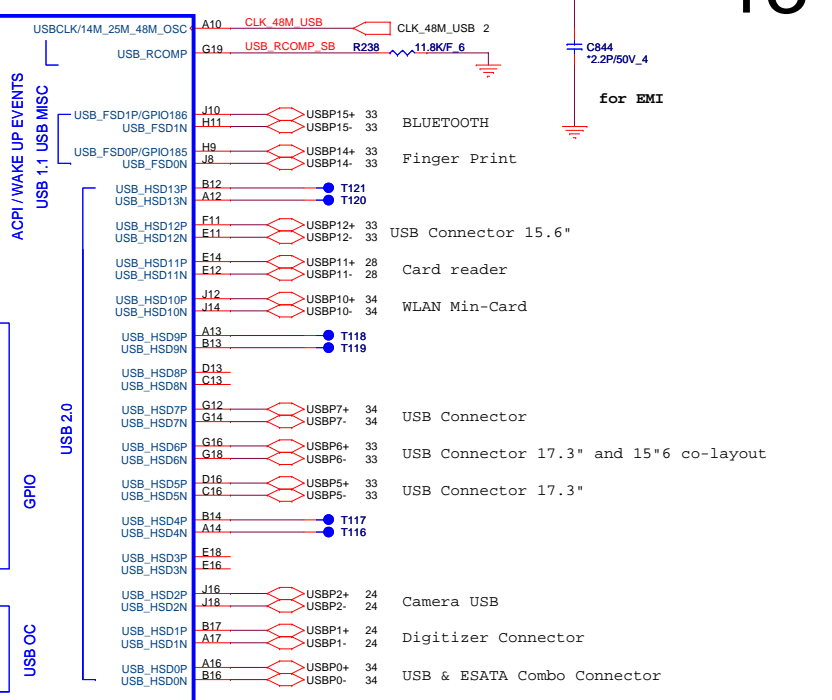 USBCLK/14M_25M_48M_OSC A10 CLK_48M_USB CLK_48M_USB 2
USB_RCOMP G19 USB_RCOMP_SB R238 11.8K/F_6
C844
*2.2P/50V_4
for EMI
ACPI / WAKE UP EVENTS
USB 1.1 USB MISC
USB_FSD1P/GPIO186 J10 USBP15+ 33
USB_FSD1N H11 USBP15- 33
BLUETOOTH
USB_FSD0P/GPIO185 H9 USBP14+ 33
USB_FSD0N J8 USBP14- 33
Finger Print
USB_HSD13P B12 T121
USB_HSD13N A12 T120
USB_HSD12P F11 USBP12+ 33
USB_HSD12N E11 USBP12- 33
USB Connector 15.6"
USB_HSD11P E14 USBP11+ 28
USB_HSD11N E12 USBP11- 28
Card reader
USB_HSD10P J12 USBP10+ 34
USB_HSD10N J14 USBP10- 34
WLAN Min-Card
USB_HSD9P A13 T118
USB_HSD9N B13 T119
USB_HSD8P D13
USB_HSD8N C13
USB 2.0
USB_HSD7P G12 USBP7+ 34
USB_HSD7N G14 USBP7- 34
USB Connector
USB_HSD6P G16 USBP6+ 33
USB_HSD6N G18 USBP6- 33
USB Connector 17.3" and 15"6 co-layout
GPIO
USB_HSD5P D16 USBP5+ 33
USB_HSD5N C16 USBP5- 33
USB Connector 17.3"
USB_HSD4P B14 T117
USB_HSD4N A14 T116
USB_HSD3P E18
USB_HSD3N E16
USB_HSD2P J16 USBP2+ 24
USB_HSD2N J18 USBP2- 24
Camera USB
USB OC
USB_HSD1P B17 USBP1+ 24
USB_HSD1N A17 USBP1- 24
Digitizer Connector
USB_HSD0P A16 USBP0+ 34
USB_HSD0N B16 USBP0- 34
USB & ESATA Combo Connector